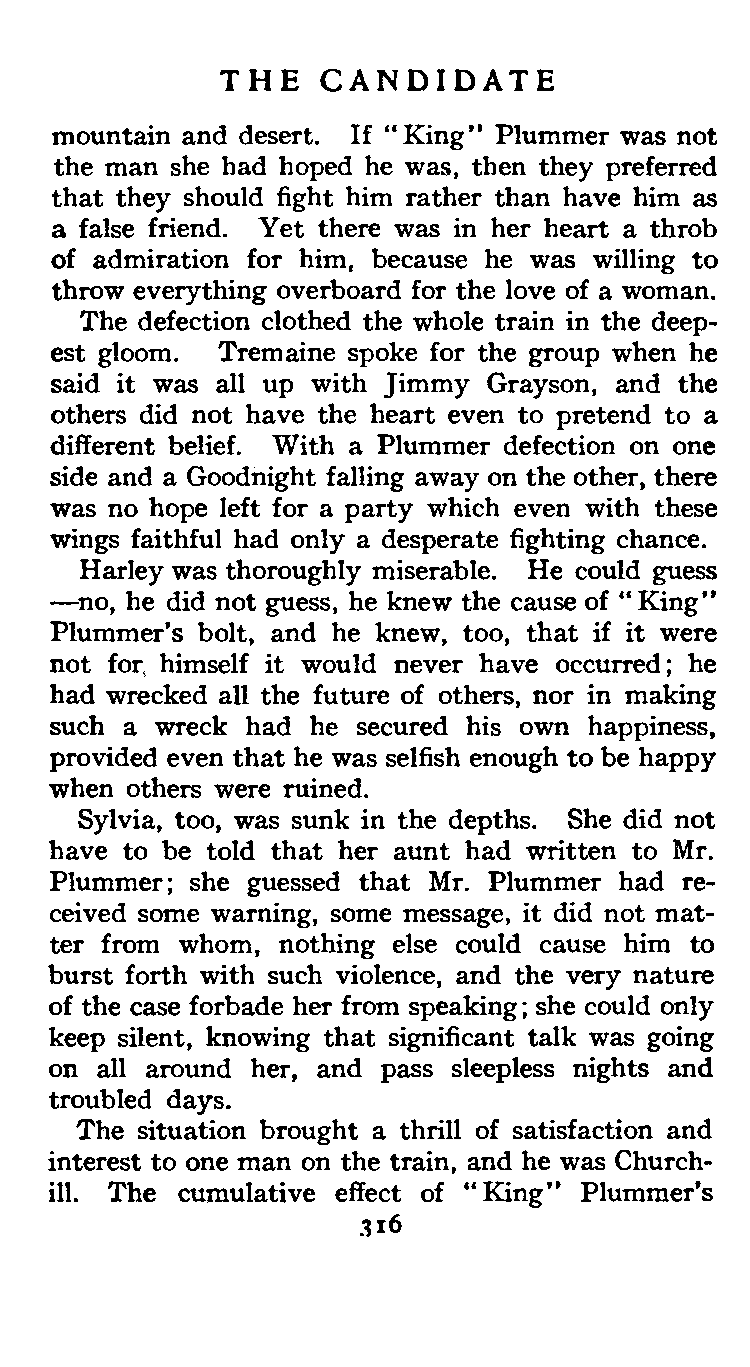 THE CANDIDATE
mountain and desert. If "King" Plummer was not
the man she had hoped he was, then they preferred
that they should fight him rather than have him as
a false friend. Yet there was in her heart a throb
of admiration for him, because he was willing to
throw everything overboard for the love of a woman.
The defection clothed the whole train in the deep-
est gloom. Tremaine spoke for the group when he
said it was all up with Jimmy Grayson, and the
others did not have the heart even to pretend to a
different belief. With a Plummer defection on one
side and a Goodnight falling away on the other, there
was no hope left for a party which even with these
wings faithful had only a desperate fighting chance.
Harley was thoroughly miserable. He could guess
—no, he did not guess, he knew the cause of "King"
Plummer's bolt, and he knew, too, that if it were
not for, himself it would never have occurred; he
had wrecked all the future of others, nor in making
such a wreck had he secured his own happiness,
provided even that he was selfish enough to be happy
when others were ruined.
Sylvia, too, was sunk in the depths. She did not
have to be told that her aunt had written to Mr.
Plummer; she guessed that Mr. Plummer had re-
ceived some warning, some message, it did not mat-
ter from whom, nothing else could cause him to
burst forth with such violence, and the very nature
of the case forbade her from speaking; she could only
keep silent, knowing that significant talk was going
on all around her, and pass sleepless nights and
troubled days.
The situation brought a thrill of satisfaction and
interest to one man on the train, and he was Church-
ill. The cumulative effect of "King" Plummer's
316